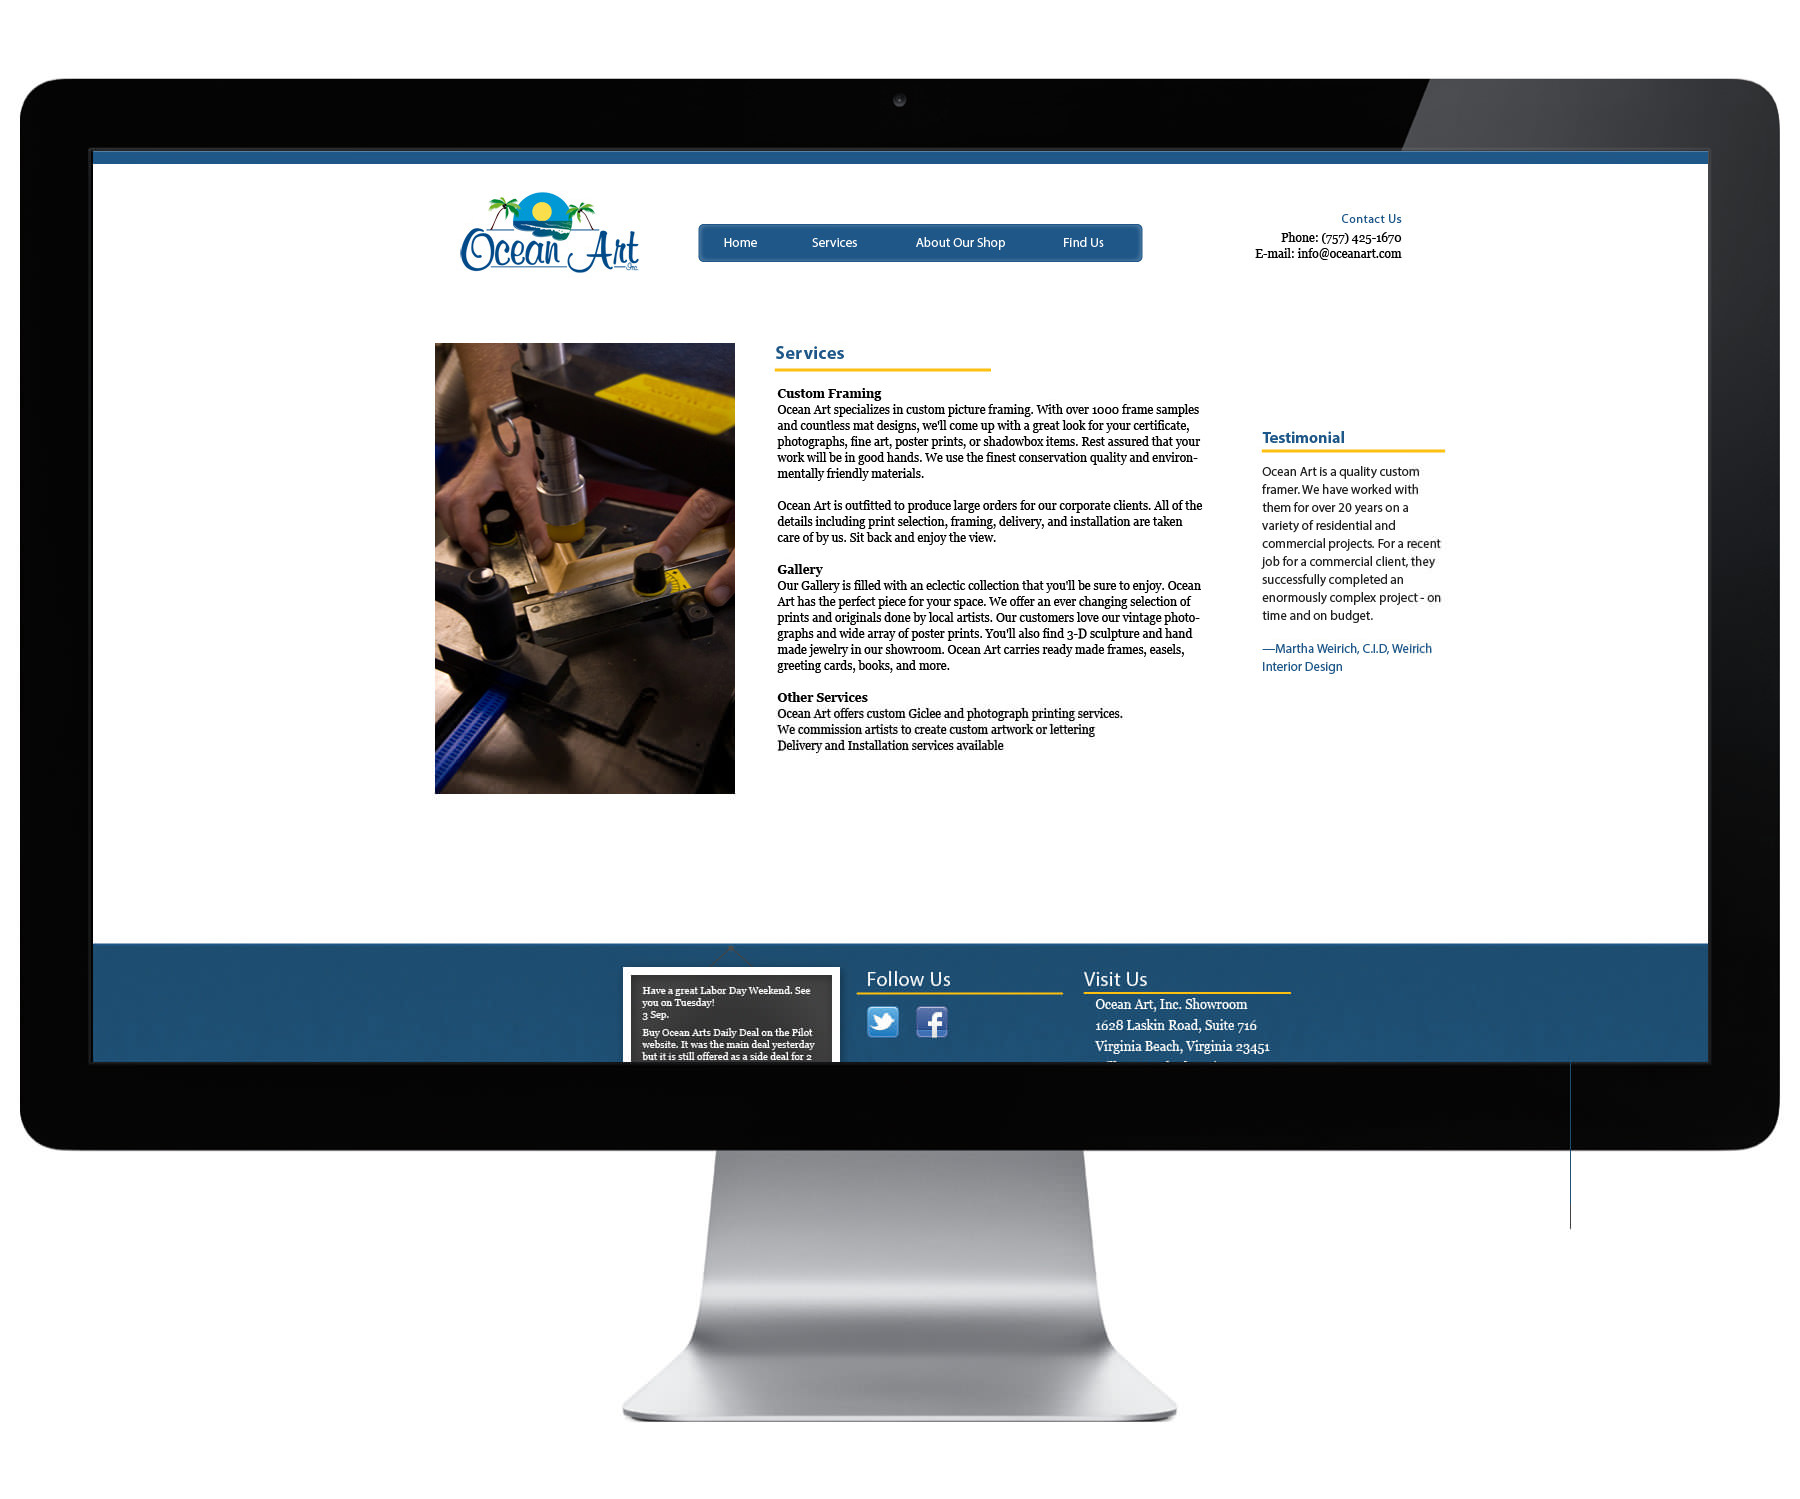 Ocean Art Inc.
Home Services About Our Shop Find Us
Contact Us
Phone: (757) 425-1670
E-mail: info@oceanart.com
Services
Custom Framing
Ocean Art specializes in custom picture framing. With over 1000 frame samples
and countless mat designs, we'll come up with a great look for your certificate,
photographs, fine art, poster prints, or shadowbox items. Rest assured that your
work will be in good hands. We use the finest conservation quality and environ-
mentally friendly materials.
Ocean Art is outfitted to produce large orders for our corporate clients. All of the
details including print selection, framing, delivery, and installation are taken
care of by us. Sit back and enjoy the view.
Gallery
Our Gallery is filled with an eclectic collection that you'll be sure to enjoy. Ocean
Art has the perfect piece for your space. We offer an ever changing selection of
prints and originals done by local artists. Our customers love our vintage photo-
graphs and wide array of poster prints. You'll also find 3-D sculpture and hand
made jewelry in our showroom. Ocean Art carries ready made frames, easels,
greeting cards, books, and more.
Other Services
Ocean Art offers custom Giclee and photograph printing services.
We commission artists to create custom artwork or lettering
Delivery and Installation services available
Testimonial
Ocean Art is a quality custom
framer. We have worked with
them for over 20 years on a
variety of residential and
commercial projects. For a recent
job for a commercial client, they
successfully completed an
enormously complex project - on
time and on budget.
—Martha Weirich, C.I.D, Weirich
Interior Design
Have a great Labor Day Weekend. See
you on Tuesday!
3 Sep.
Buy Ocean Arts Daily Deal on the Pilot
website. It was the main deal yesterday
but it is still offered as a side deal for 2
Follow Us
Visit Us
Ocean Art, Inc. Showroom
1628 Laskin Road, Suite 716
Virginia Beach, Virginia 23451